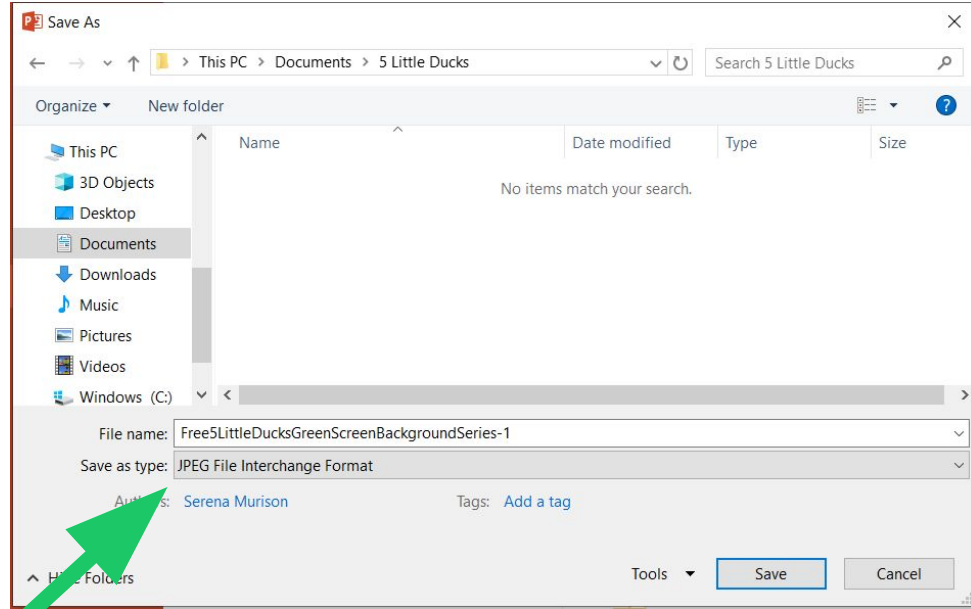 Save As
This PC > Documents > 5 Little Ducks
Search 5 Little Ducks
Organize
New folder
?
This PC
3D Objects
Desktop
Documents
Downloads
Music
Pictures
Videos
Windows (C:)
Name
Date modified
Type
Size
No items match your search.
File name: Free5LittleDucksGreenScreenBackgroundSeries-1
Save as type: JPEG File Interchange Format
Serena Murison
Tags: Add a tag
Folders
Tools
Save
Cancel